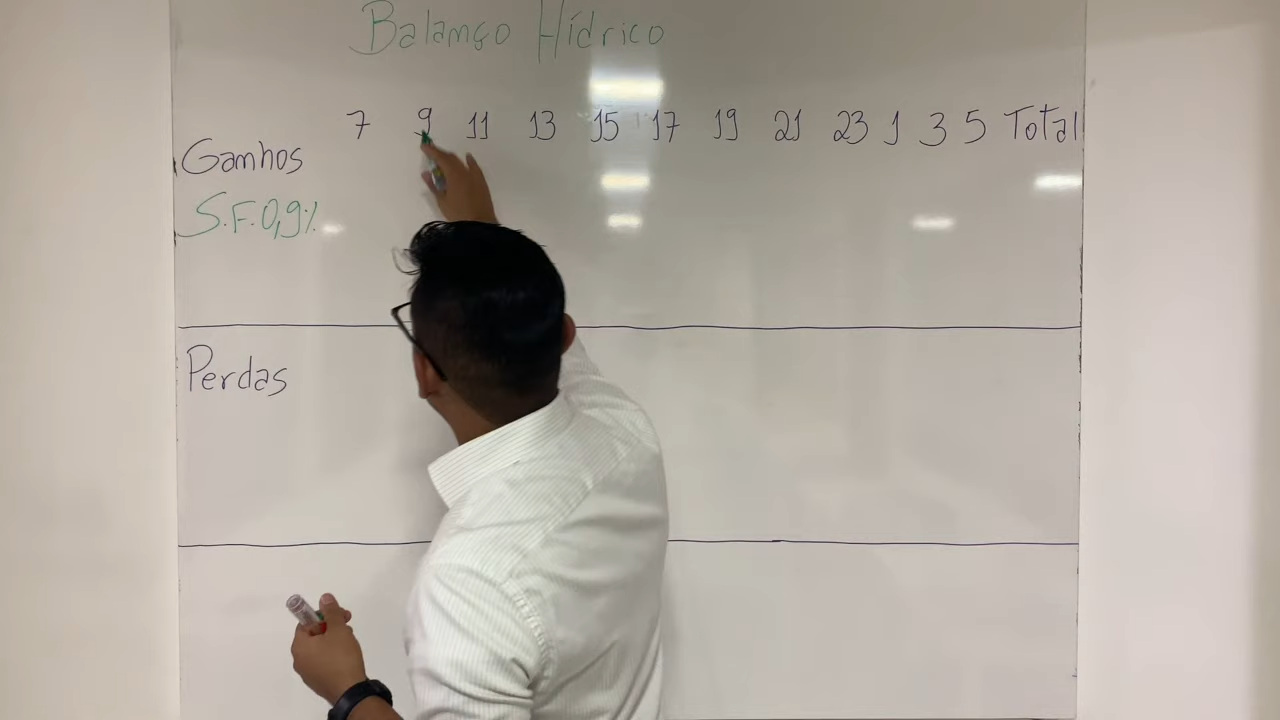 Balanço Hídrico
7 9 11 13 15 17 19 21 23 1 3 5 Total
Ganhos
S.F. 0,9%
Perdas